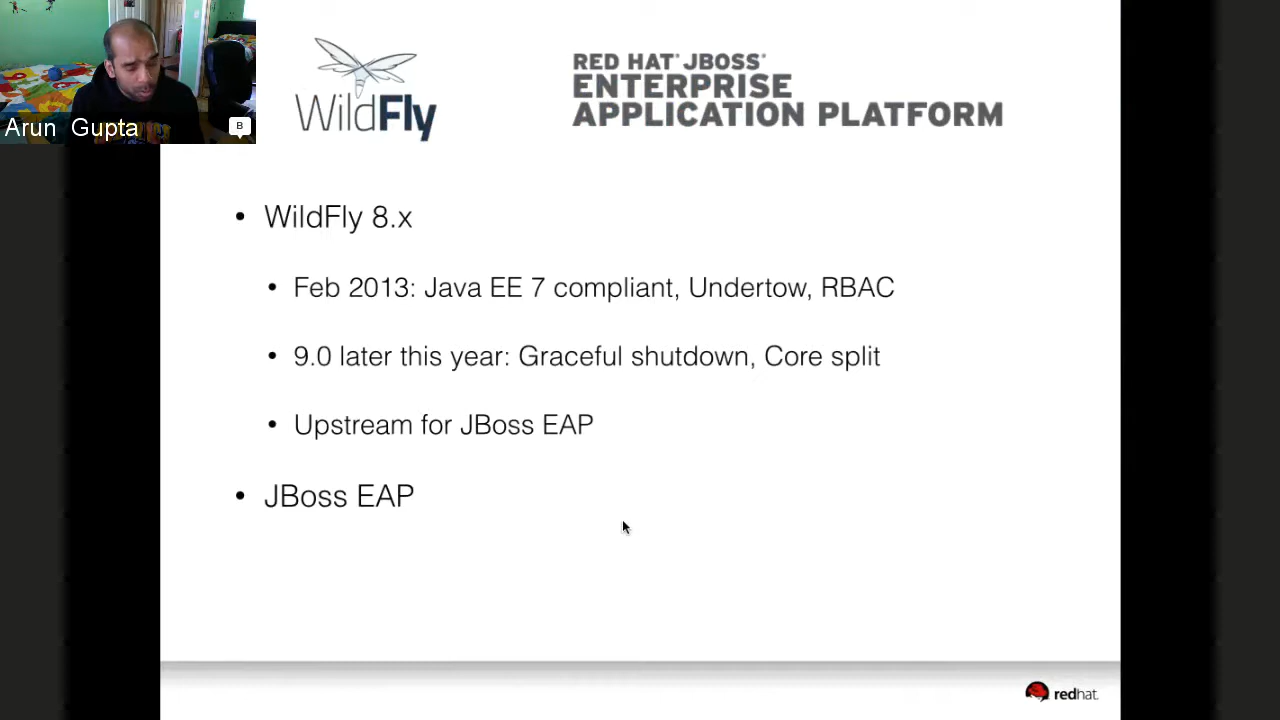 Arun Gupta
B
WildFly
RED HAT® JBOSS®
ENTERPRISE
APPLICATION PLATFORM
• WildFly 8.x
• Feb 2013: Java EE 7 compliant, Undertow, RBAC
• 9.0 later this year: Graceful shutdown, Core split
• Upstream for JBoss EAP
• JBoss EAP
redhat.